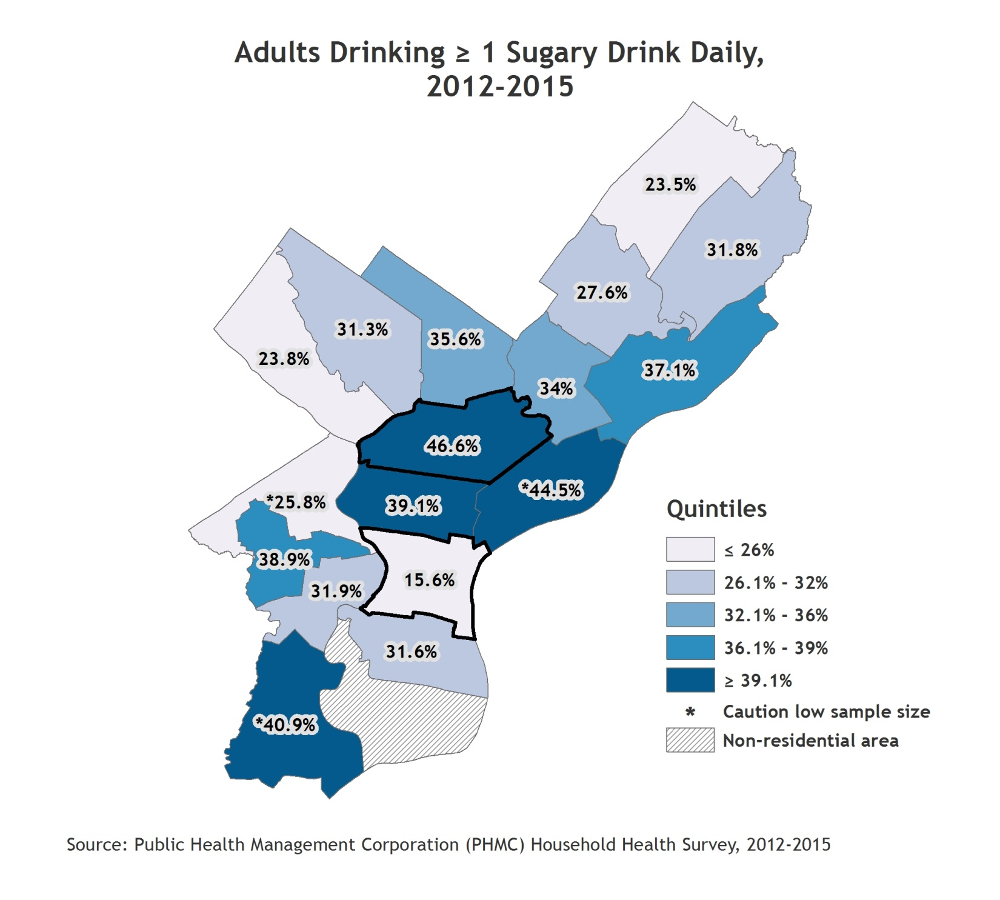 Adults Drinking ≥ 1 Sugary Drink Daily,
2012-2015
23.5%
31.8%
27.6%
31.3%
35.6%
23.8%
37.1%
34%
46.6%
*44.5%
*25.8%
39.1%
38.9%
15.6%
31.9%
31.6%
*40.9%
Quintiles
≤ 26%
26.1% - 32%
32.1% - 36%
36.1% - 39%
≥ 39.1%
* Caution low sample size
Non-residential area
Source: Public Health Management Corporation (PHMC) Household Health Survey, 2012-2015